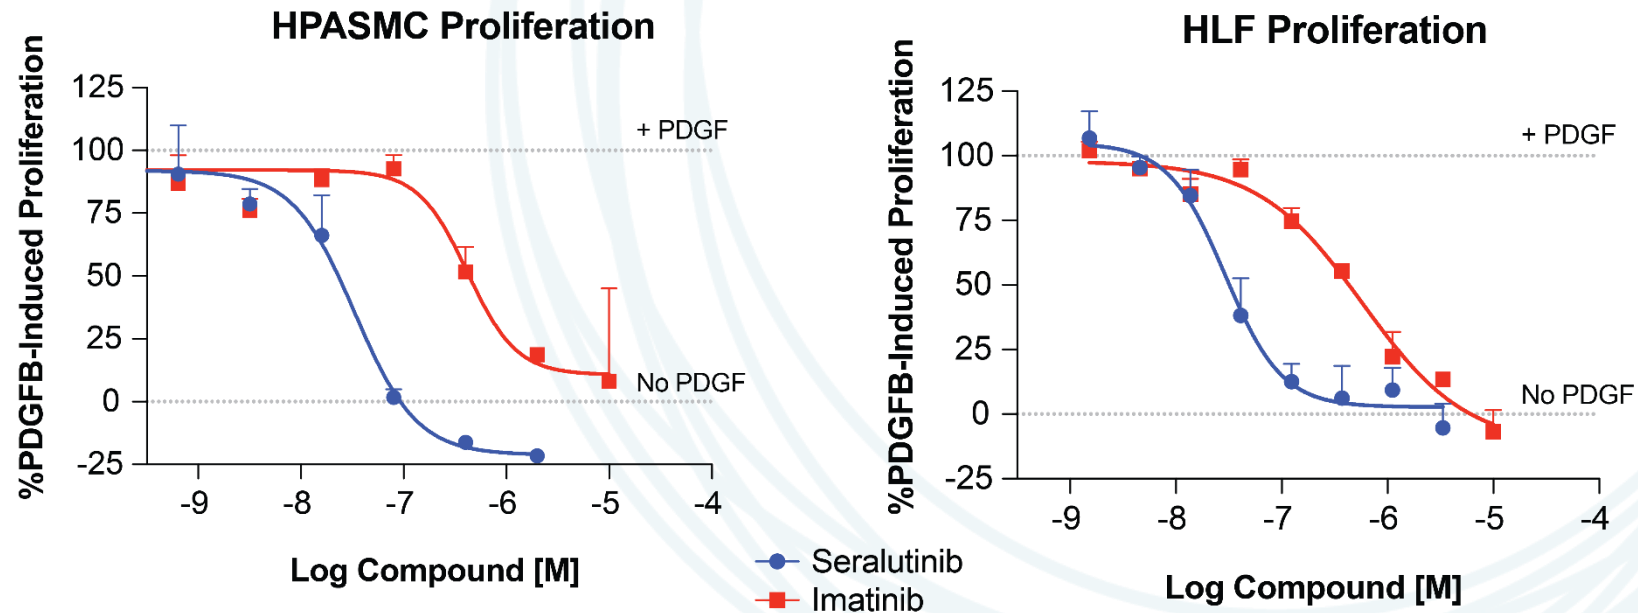 HPASMC Proliferation
%PDGFB-Induced Proliferation
125
100
75
50
25
0
-25
+ PDGF
No PDGF
-9
-8
-7
-6
-5
-4
Log Compound [M]
HLF Proliferation
%PDGFB-Induced Proliferation
125
100
75
50
25
0
-25
+ PDGF
No PDGF
-9
-8
-7
-6
-5
-4
Log Compound [M]
Seralutinib
Imatinib